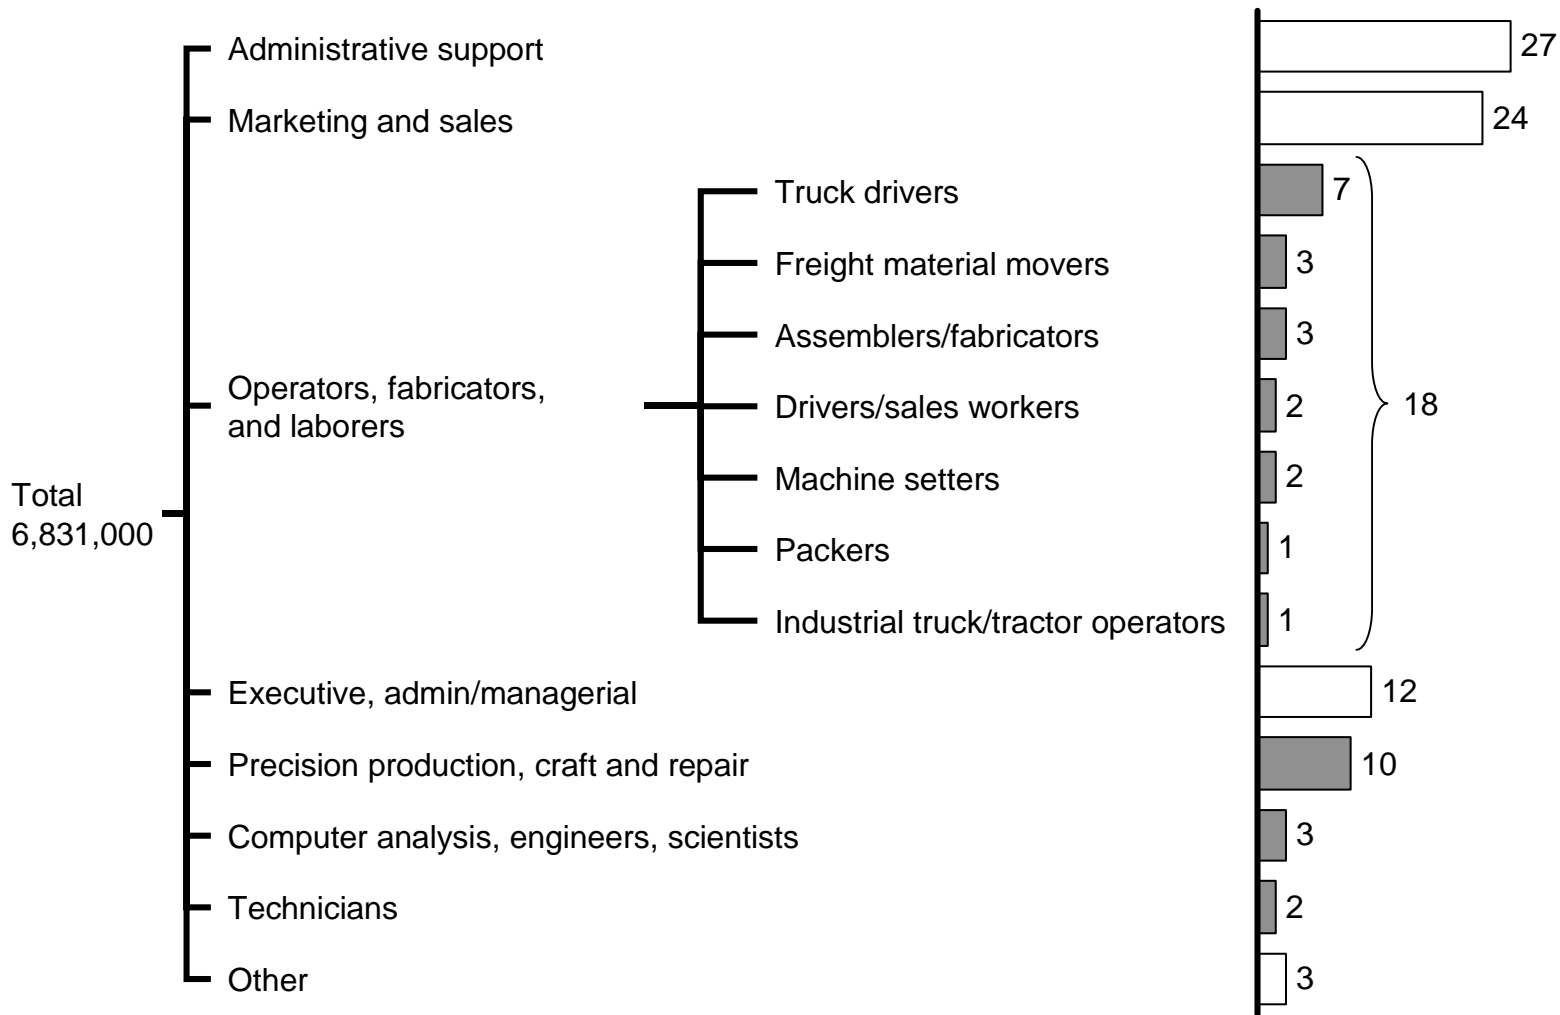 Administrative support
27
Marketing and sales
24
Truck drivers
7
Freight material movers
3
Assemblers/fabricators
3
Operators, fabricators,
and laborers
Drivers/sales workers
2
18
Machine setters
2
Total
6,831,000
Packers
1
Industrial truck/tractor operators
1
Executive, admin/managerial
12
Precision production, craft and repair
10
Computer analysis, engineers, scientists
3
Technicians
2
Other
3